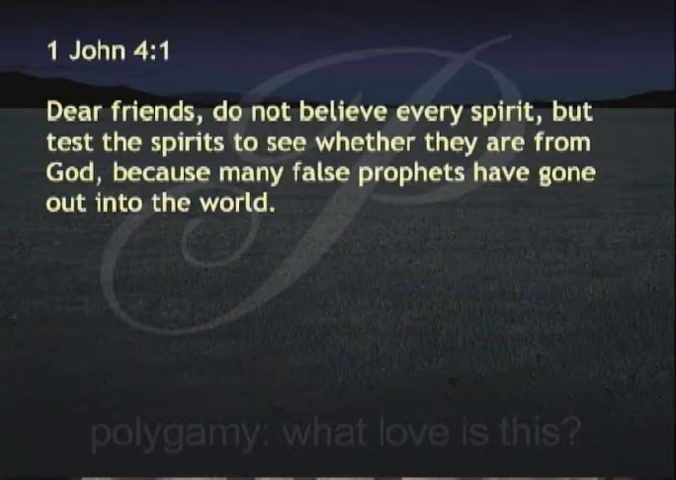 1 John 4:1
Dear friends, do not believe every spirit, but
test the spirits to see whether they are from
God, because many false prophets have gone
out into the world.
P
polygamy: what love is this?